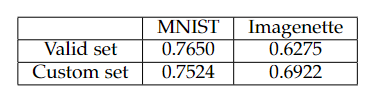 MNIST Imagenette
Valid set 0.7650 0.6275
Custom set 0.7524 0.6922